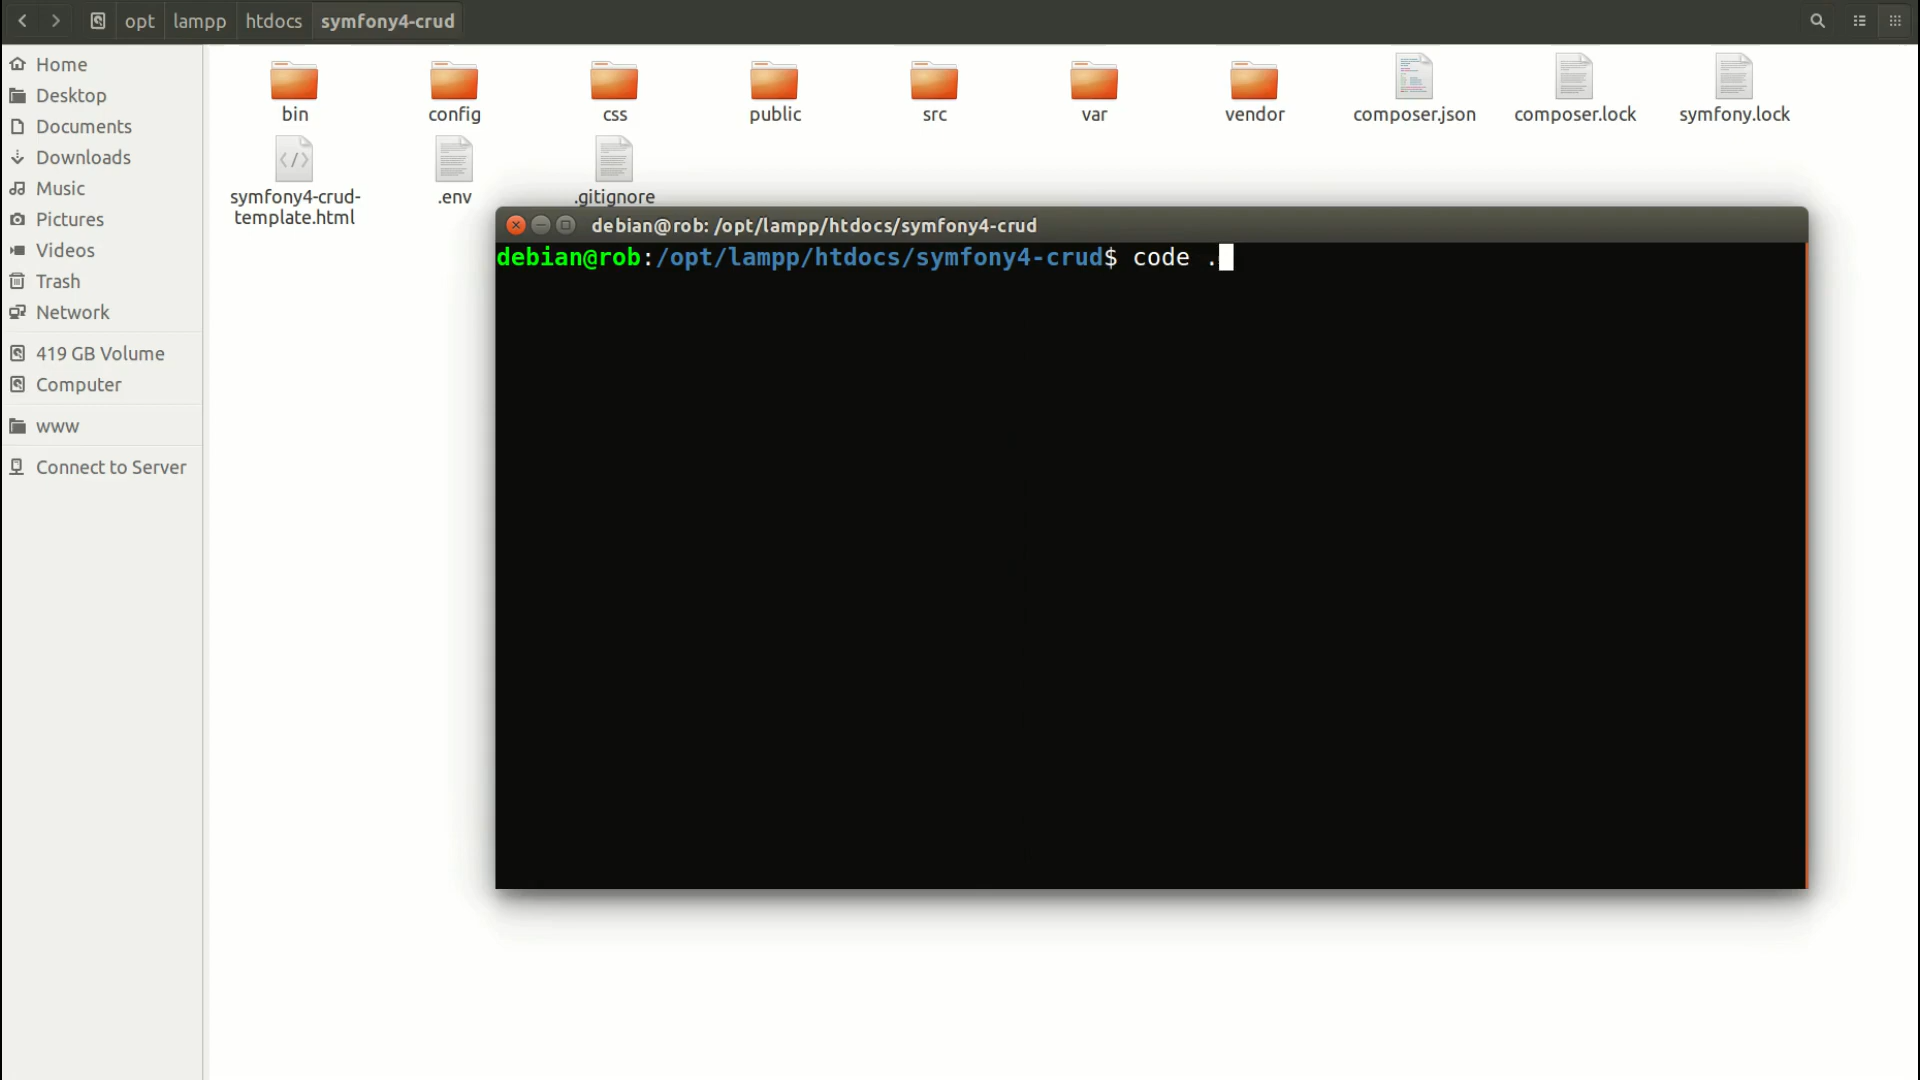 opt lampp htdocs symfony4-crud
Home
Desktop
Documents
Downloads
Music
Pictures
Videos
Trash
Network
419 GB Volume
Computer
www
Connect to Server
bin config css public src var vendor composer.json composer.lock symfony.lock
symfony4-crud-
template.html
.env
.gitignore
debian@rob: /opt/lampp/htdocs/symfony4-crud
debian@rob:/opt/lampp/htdocs/symfony4-crud$ code .